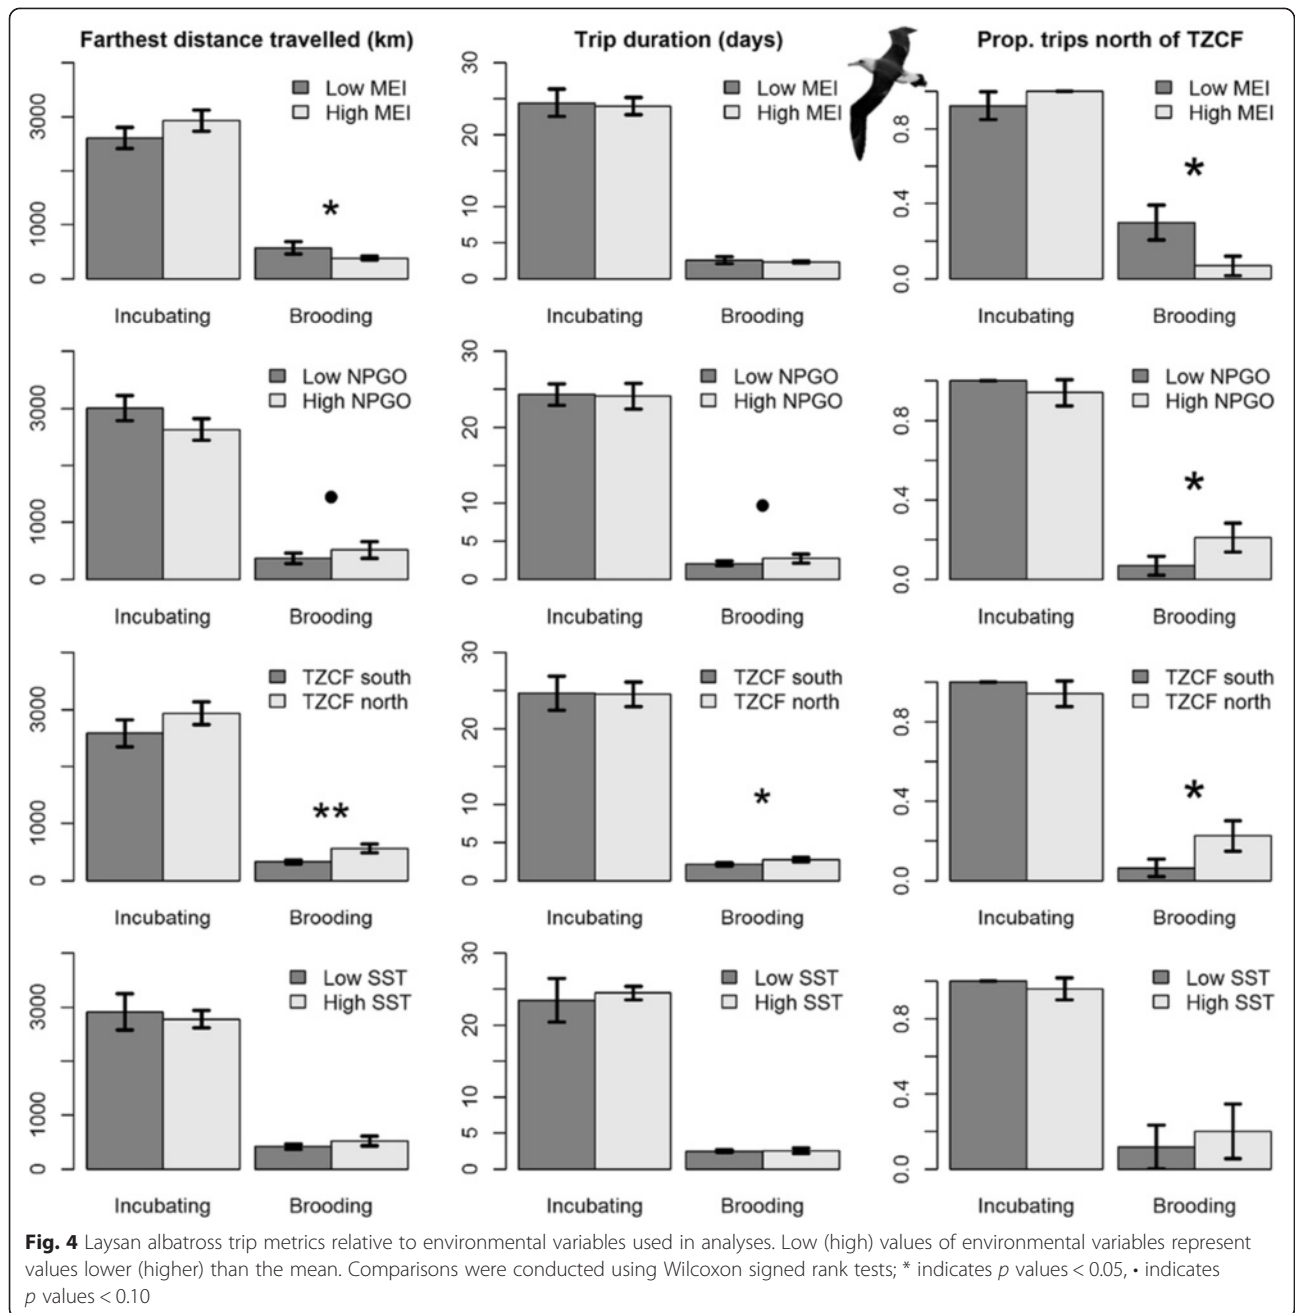 Farthest distance travelled (km)
Trip duration (days)
Prop. trips north of TZCF
0 1000 3000
Low MEI
High MEI
*
Incubating Brooding
0 5 10 20 30
Low MEI
High MEI
Incubating Brooding
0.0 0.4 0.8
Low MEI
High MEI
*
Incubating Brooding
0 1000 3000
Low NPGO
High NPGO
•
Incubating Brooding
0 5 10 20 30
Low NPGO
High NPGO
•
Incubating Brooding
0.0 0.4 0.8
Low NPGO
High NPGO
*
Incubating Brooding
0 1000 3000
TZCF south
TZCF north
**
Incubating Brooding
0 5 10 20 30
TZCF south
TZCF north
*
Incubating Brooding
0.0 0.4 0.8
TZCF south
TZCF north
*
Incubating Brooding
0 1000 3000
Low SST
High SST
Incubating Brooding
0 5 10 20 30
Low SST
High SST
Incubating Brooding
0.0 0.4 0.8
Low SST
High SST
Incubating Brooding
Fig. 4 Laysan albatross trip metrics relative to environmental variables used in analyses. Low (high) values of environmental variables represent
values lower (higher) than the mean. Comparisons were conducted using Wilcoxon signed rank tests; * indicates p values < 0.05, • indicates
p values < 0.10